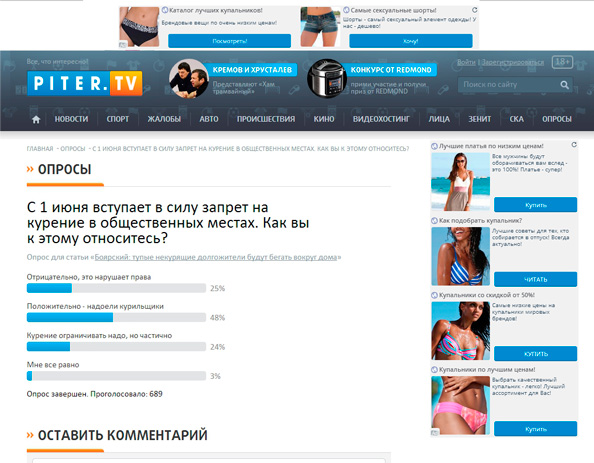 Каталог лучших купальников!
Брендовые вещи по очень низким ценам!
Посмотреть!
Самые сексуальные шорты!
Шорты - самый сексуальный элемент одежды! У
нас - дешево!
Хочу!
Все, что интересно!
PITER.TV
КРЕМОВ И ХРУСТАЛЕВ
Представляют «Хам
трамвайный»
КОНКУРС ОТ REDMOND
прими участие и получи
приз от REDMOND
Войти | Зарегистрироваться 18+
Поиск по сайту
НОВОСТИ СПОРТ ЖАЛОБЫ АВТО ПРОИСШЕСТВИЯ КИНО ВИДЕОХОСТИНГ ЛИЦА ЗЕНИТ СКА ОПРОСЫ
ГЛАВНАЯ - ОПРОСЫ - С 1 ИЮНЯ ВСТУПАЕТ В СИЛУ ЗАПРЕТ НА КУРЕНИЕ В ОБЩЕСТВЕННЫХ МЕСТАХ. КАК ВЫ К ЭТОМУ ОТНОСИТЕСЬ?
›› ОПРОСЫ
С 1 июня вступает в силу запрет на
курение в общественных местах. Как вы
к этому относитесь?
Опрос для статьи «Боярский: тупые некурящие долгожители будут бегать вокруг дома»
Отрицательно, это нарушает права
25%
Положительно - надоели курильщики
48%
Курение ограничивать надо, но частично
24%
Мне все равно
3%
Опрос завершен. Проголосовало: 689
›› ОСТАВИТЬ КОММЕНТАРИЙ
Лучшие платья по низким ценам!
Все мужчины будут
оборачиваться вам вслед -
это 100%! Платья - супер!
Купить
Как подобрать купальник?
Лучшие советы для тех, кто
собирается в отпуск! Всегда
актуально!
ЧИТАТЬ
Купальники со скидкой от 50%!
Самые низкие цены на
купальники мировых
брендов!
КУПИТЬ
Купальники по лучшим ценам!
Выбрать качественный
купальник - легко! Лучший
ассортимент для Вас!
Купить